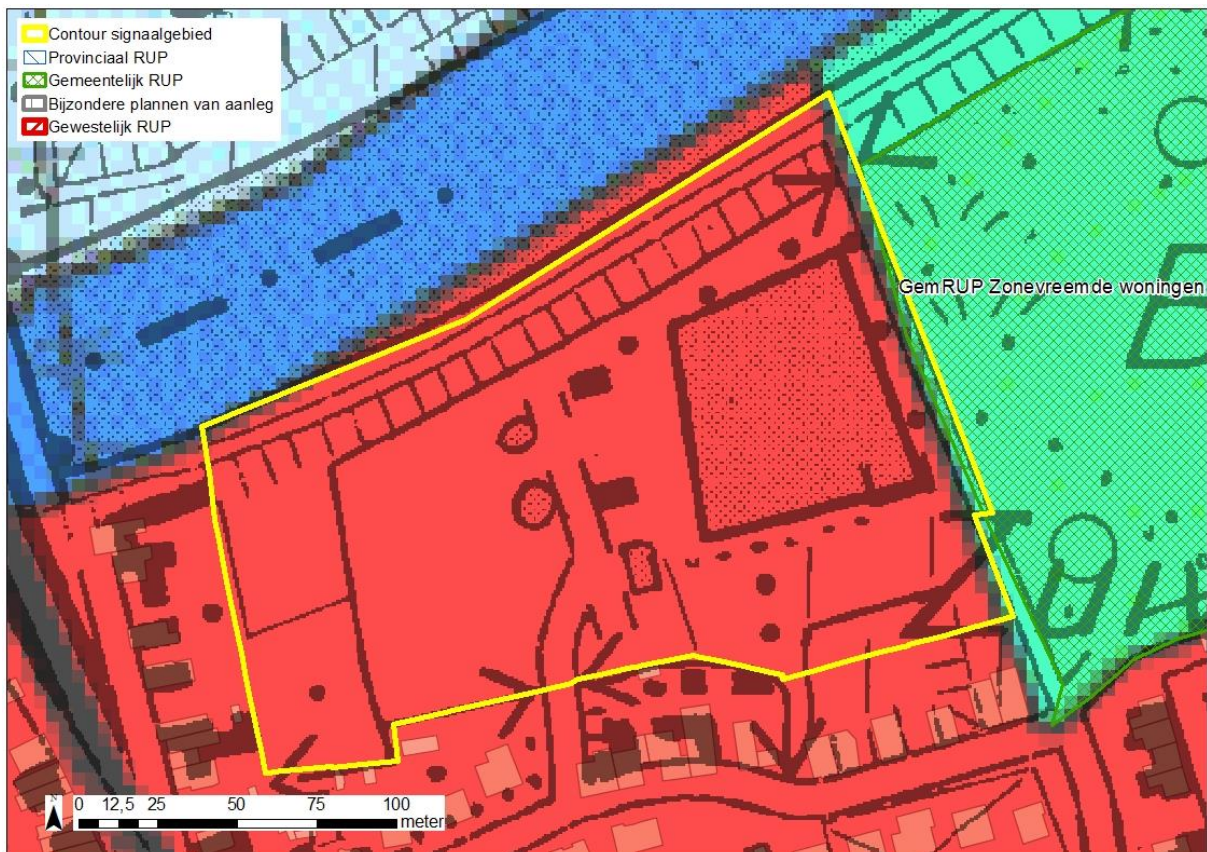 Contour signaalgebied
Provinciaal RUP
Gemeentelijk RUP
Bijzondere plannen van aanleg
Gewestelijk RUP
GemRUP Zonevreemde woningen
0 12,5 25 50 75 100
meter